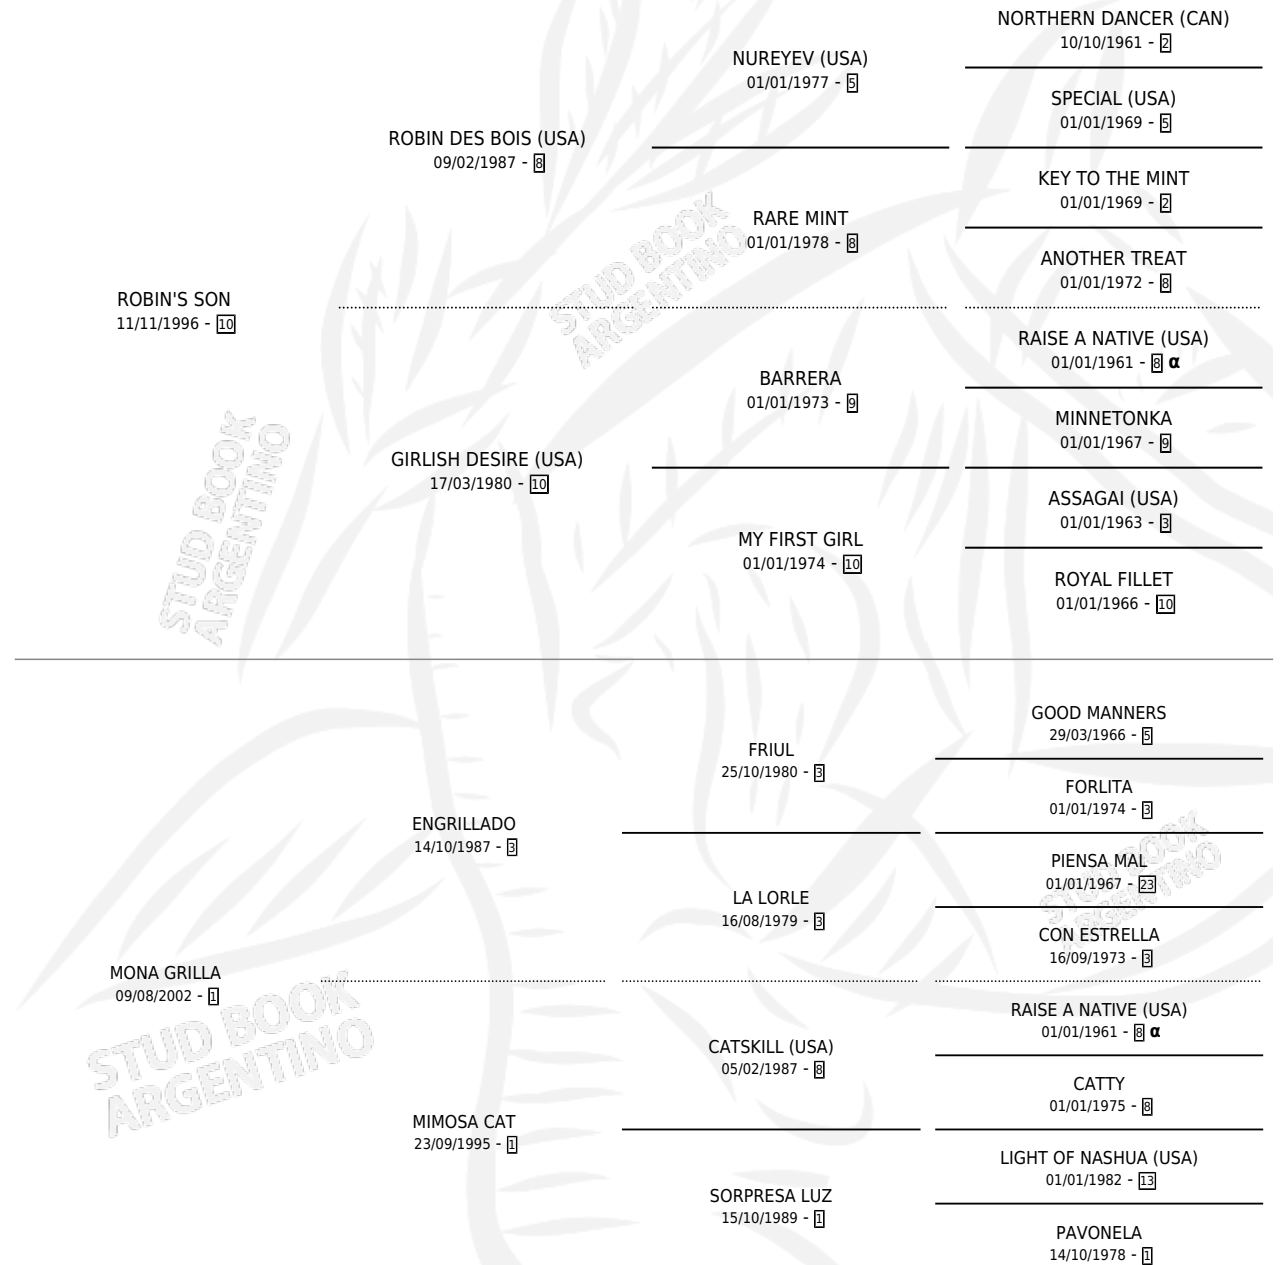 NORTHERN DANCER (CAN)
10/10/1961 - 2
NUREYEV (USA)
01/01/1977 - 5
SPECIAL (USA)
01/01/1969 - 5
ROBIN DES BOIS (USA)
09/02/1987 - 8
KEY TO THE MINT
01/01/1969 - 2
RARE MINT
01/01/1978 - 8
ANOTHER TREAT
01/01/1972 - 8
ROBIN'S SON
11/11/1996 - 10
RAISE A NATIVE (USA)
01/01/1961 - 8 α
BARRERA
01/01/1973 - 9
MINNETONKA
01/01/1967 - 9
GIRLISH DESIRE (USA)
17/03/1980 - 10
ASSAGAI (USA)
01/01/1963 - 3
MY FIRST GIRL
01/01/1974 - 10
ROYAL FILLET
01/01/1966 - 10
GOOD MANNERS
29/03/1966 - 5
FRIUL
25/10/1980 - 3
FORLITA
01/01/1974 - 3
ENGRILLADO
14/10/1987 - 3
PIENSA MAL
01/01/1967 - 23
LA LORLE
16/08/1979 - 3
CON ESTRELLA
16/09/1973 - 3
MONA GRILLA
09/08/2002 - 1
RAISE A NATIVE (USA)
01/01/1961 - 8 α
CATSKILL (USA)
05/02/1987 - 8
CATTY
01/01/1975 - 8
MIMOSA CAT
23/09/1995 - 1
LIGHT OF NASHUA (USA)
01/01/1982 - 13
SORPRESA LUZ
15/10/1989 - 1
PAVONELA
14/10/1978 - 1
STUD BOOK
ARGENTINO
STUD BOOK
ARGENTINO
STUD BOOK
ARGENTINO
STUD BOOK
ARGENTINO